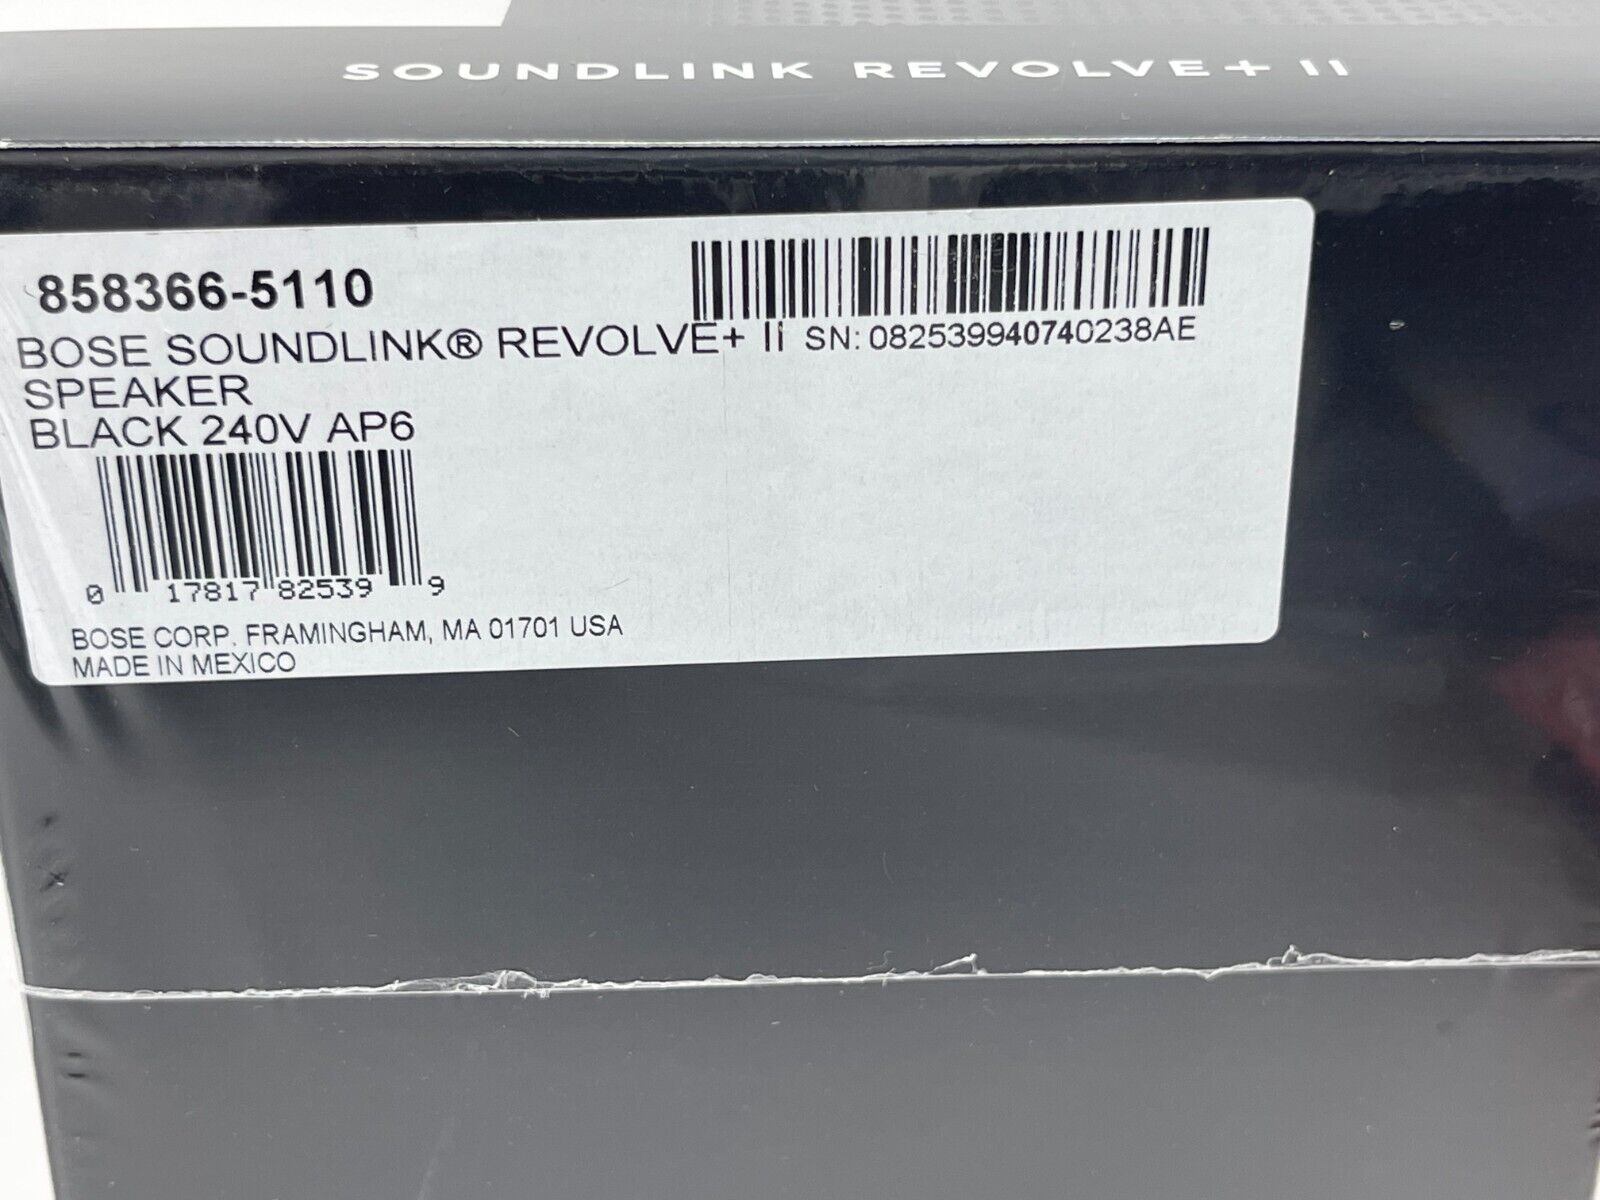 SOUNDLINK REVOLVE+ II
858366-5110
BOSE SOUNDLINK® REVOLVE+ II
SPEAKER
BLACK 240V AP6
SN: 082539940740238AE
0 17817 82539 9
BOSE CORP. FRAMINGHAM, MA 01701 USA
MADE IN MEXICO